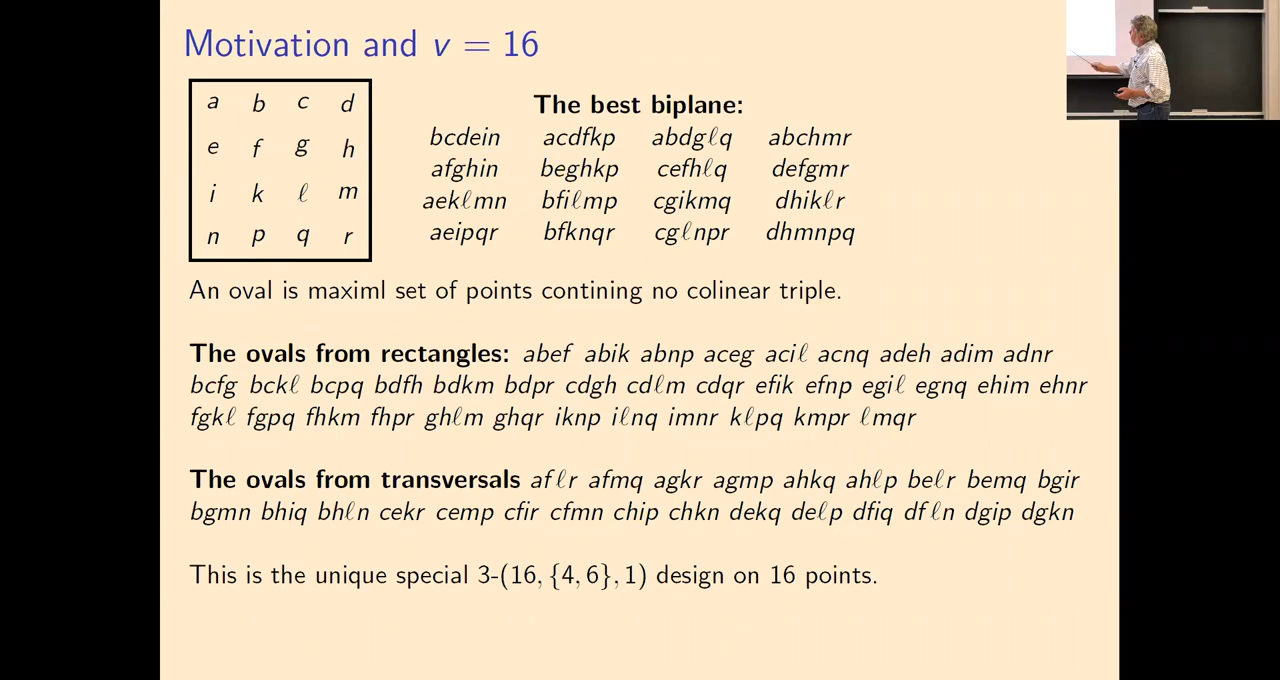 Motivation and v = 16
a b c d
e f g h
i k ℓ m
n p q r
The best biplane:
bcdein acdfkp abdgℓq abchmr
afghin beghkp cefhℓq defgmr
aekℓmn bfiℓmp cgikmq dhikℓr
aeipqr bfknqr cgℓnpr dhmnpq
An oval is maximl set of points contining no colinear triple.
The ovals from rectangles: abef abik abnp aceg aciℓ acnq adeh adim adnr
bcfg bckℓ bcpq bdfh bdkm bdpr cdgh cdℓm cdqr efik efnp egiℓ egnq ehim ehnr
fgkℓ fgpq fhkm fhpr ghℓm ghqr iknp iℓnq imnr kℓpq kmpr ℓmqr
The ovals from transversals afℓr afmq agkr agmp ahkq ahℓp beℓr bemq bgir
bgmn bhiq bhℓn cekr cemp cfir cfmn chip chkn dekq deℓp dfiq dfℓn dgip dgkn
This is the unique special 3-(16, {4, 6}, 1) design on 16 points.